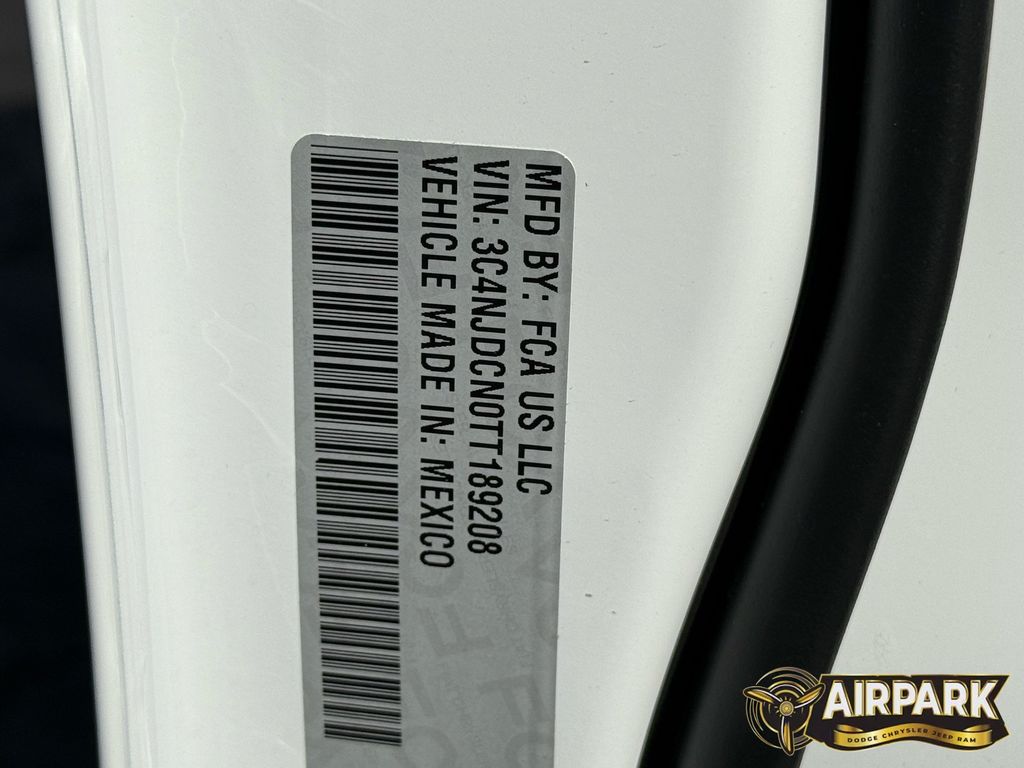 MFD BY: FCA US LLC
VIN: 3C4NJDCN0TT189208
VEHICLE MADE IN: MEXICO
AIRPARK
DODGE CHRYSLER JEEP RAM